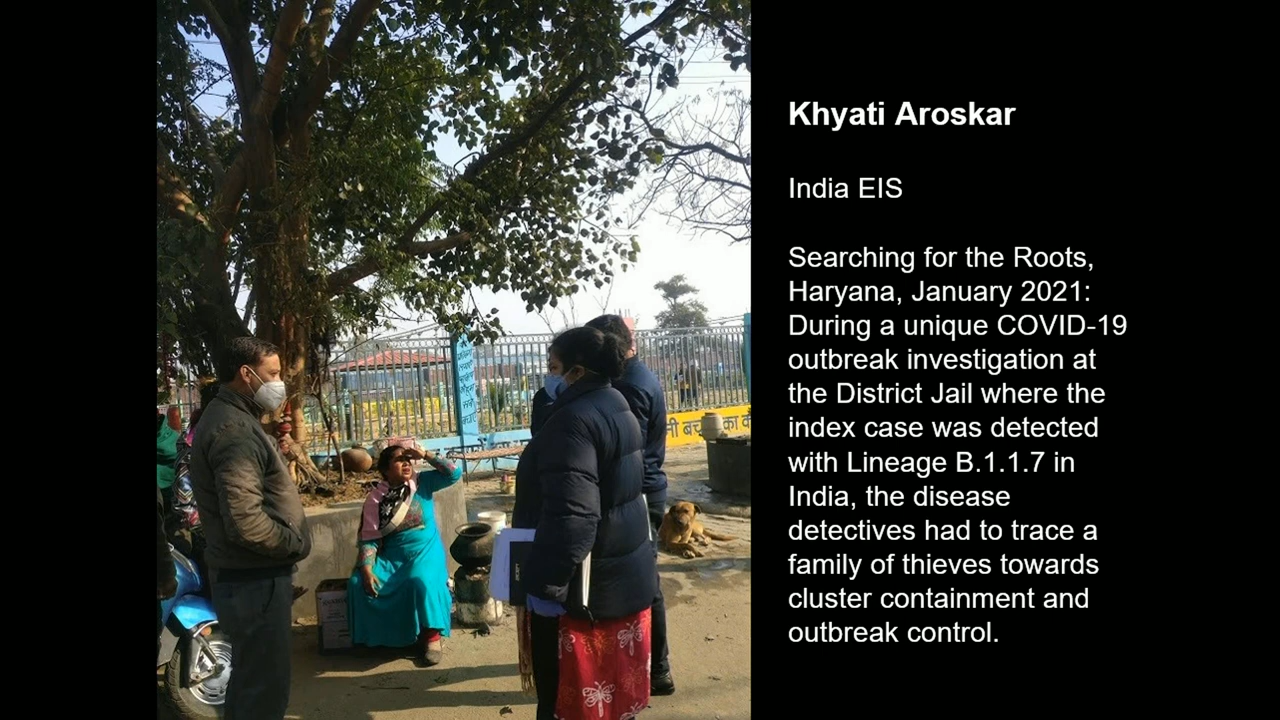 Khyati Aroskar
India EIS
Searching for the Roots,
Haryana, January 2021:
During a unique COVID-19
outbreak investigation at
the District Jail where the
index case was detected
with Lineage B.1.1.7 in
India, the disease
detectives had to trace a
family of thieves towards
cluster containment and
outbreak control.